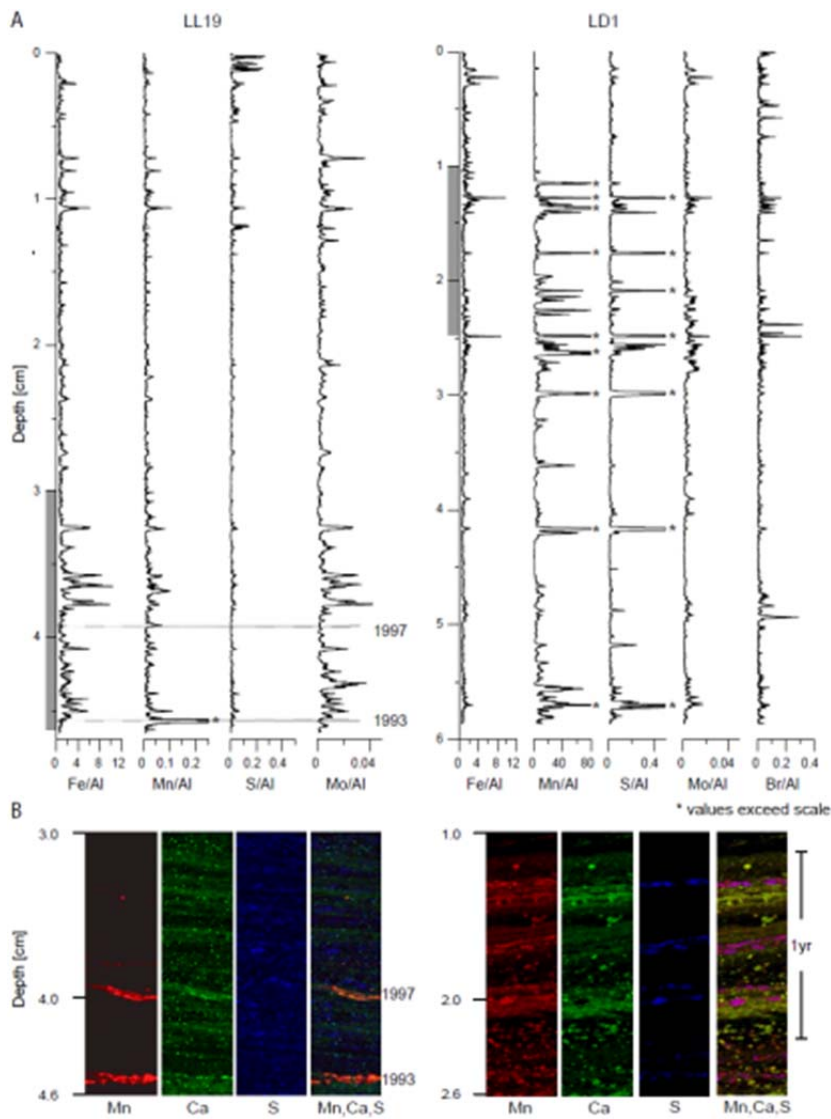 A
LL19
LD1
0
1
2
3
4
Depth [cm]
1997
1993
0 4 8 12
Fe/Al
0 0.1 0.2
Mn/Al
0 0.2 0.4
S/Al
0 0.04
Mo/Al
0
1
2
3
4
5
6
* * *
* *
*
* *
*
* *
* *
* *
*
0 4 8 12
Fe/Al
0 40 80
Mn/Al
0 0.4
S/Al
0 0.04
Mo/Al
0 0.2 0.4
Br/Al
* values exceed scale
B
3.0
4.0
4.6
Depth [cm]
1997
1993
Mn Ca S Mn,Ca,S
1.0
2.0
2.6
1yr
Mn Ca S Mn,Ca,S